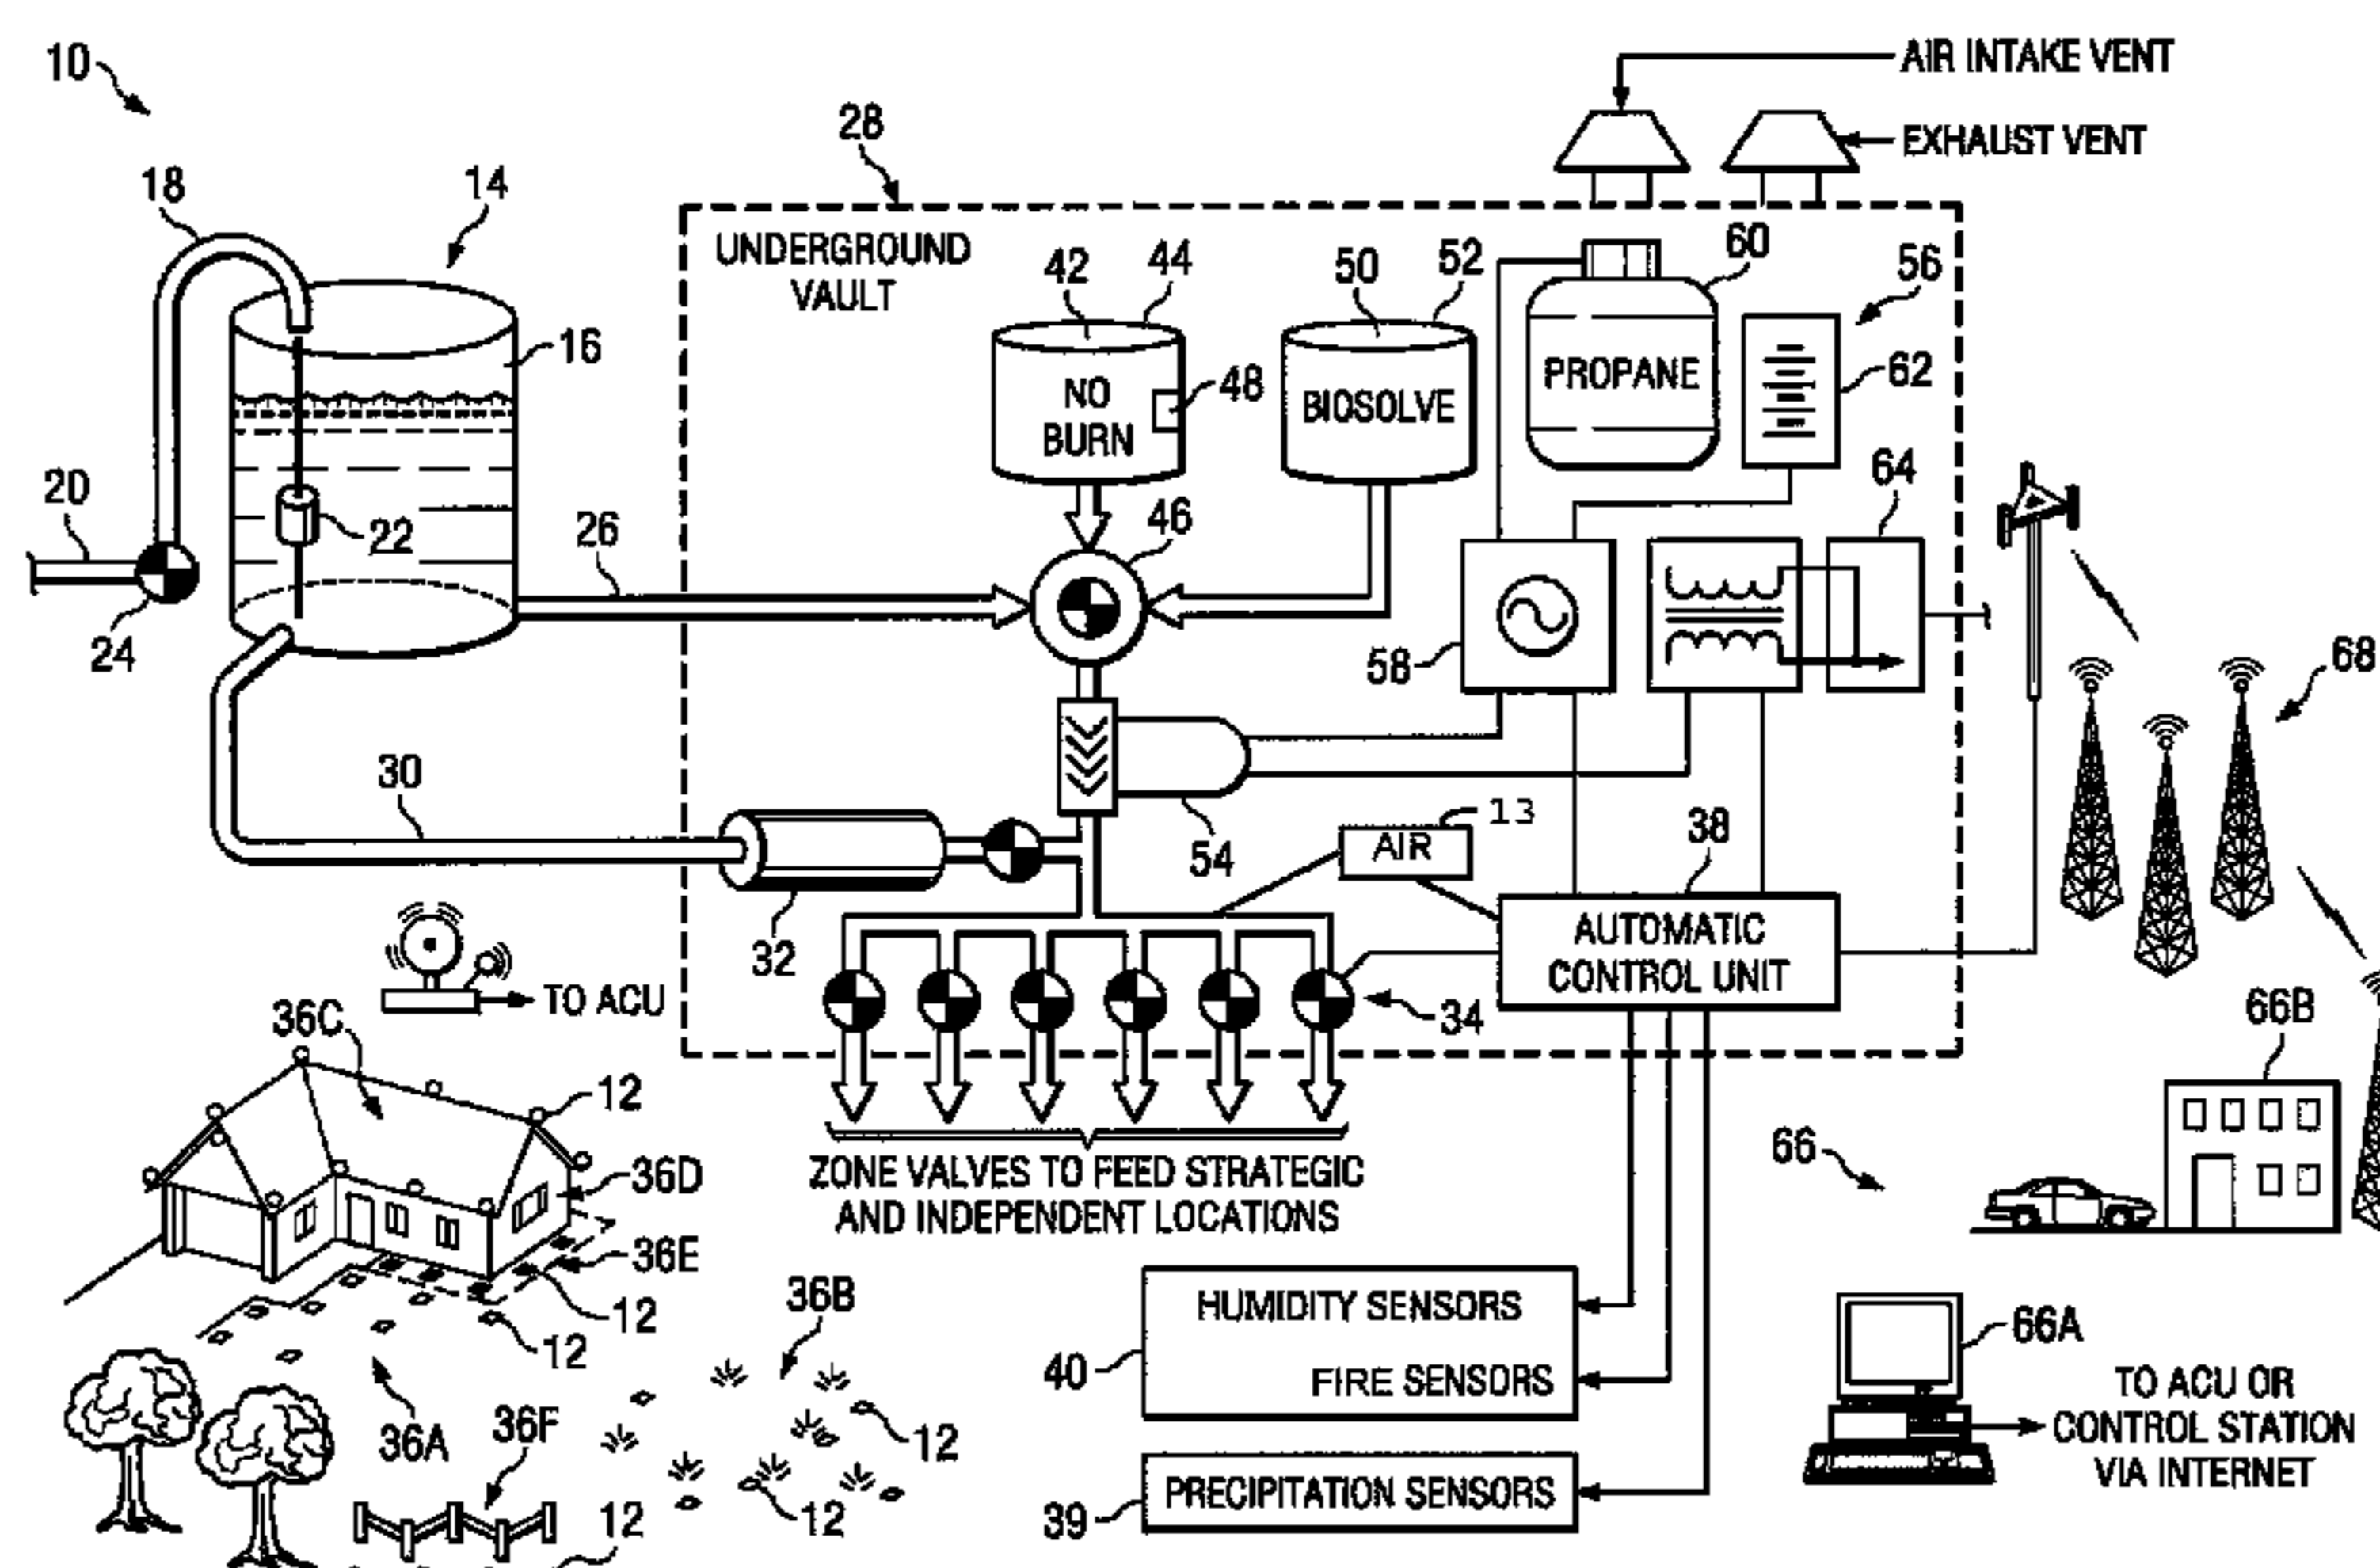 10
AIR INTAKE VENT
EXHAUST VENT
28
18
14
UNDERGROUND
VAULT
42
44
50
52
60
56
16
NO
BURN
48
BIOSOLVE
PROPANE
62
20
22
26
46
64
24
58
68
30
54
13
AIR
38
32
AUTOMATIC
CONTROL UNIT
TO ACU
34
36C
66B
12
36D
ZONE VALVES TO FEED STRATEGIC
AND INDEPENDENT LOCATIONS
66
36E
12
12
36B
HUMIDITY SENSORS
FIRE SENSORS
40
66A
TO ACU OR
CONTROL STATION
VIA INTERNET
36A
36F
12
12
12
PRECIPITATION SENSORS
39